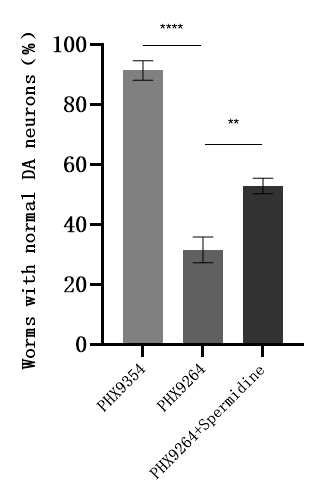 ****
**
100
80
60
40
20
0
Worms with normal DA neurons (%)
PHX9354
PHX9264
PHX9264+Spermidine